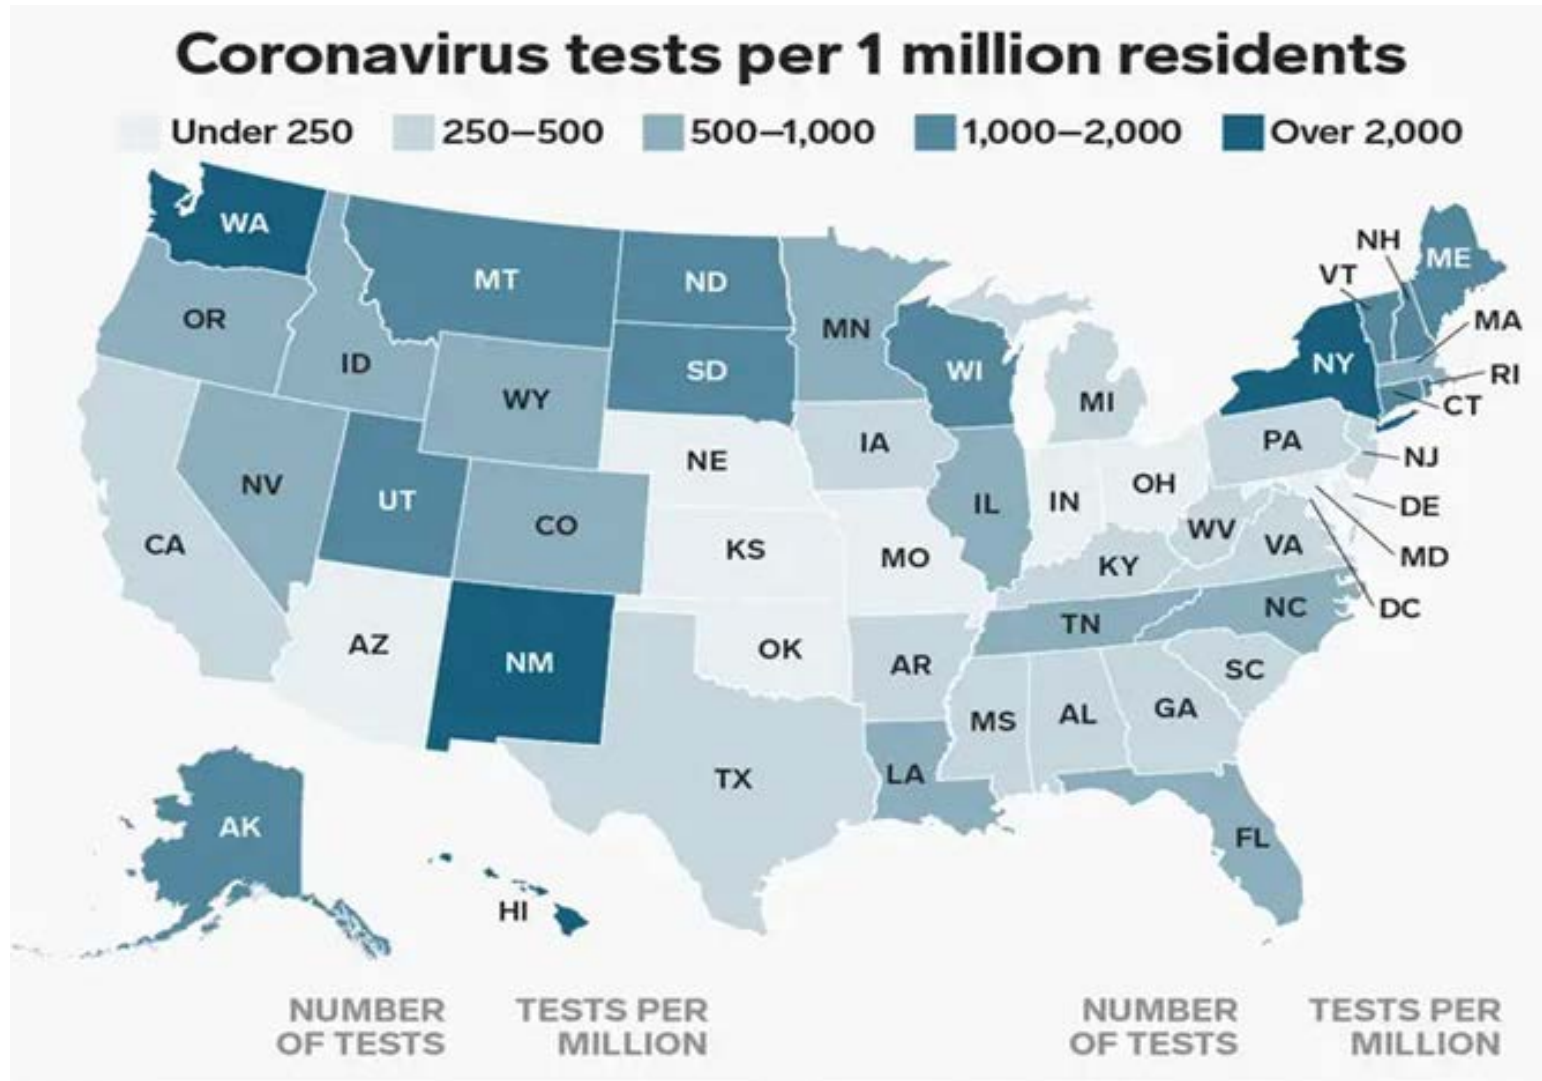 Coronavirus tests per 1 million residents
Under 250 250–500 500–1,000 1,000–2,000 Over 2,000
WA
NH
ME
VT
MT
ND
OR
MN
MA
ID
NY
SD
WI
RI
WY
MI
CT
IA
PA
NE
NJ
NV
UT
OH
IL
IN
DE
CO
WV
CA
KS
MO
VA
MD
KY
NC
DC
TN
AZ
OK
NM
AR
SC
MS
AL
GA
TX
LA
AK
FL
HI
NUMBER TESTS PER NUMBER TESTS PER
OF TESTS MILLION OF TESTS MILLION